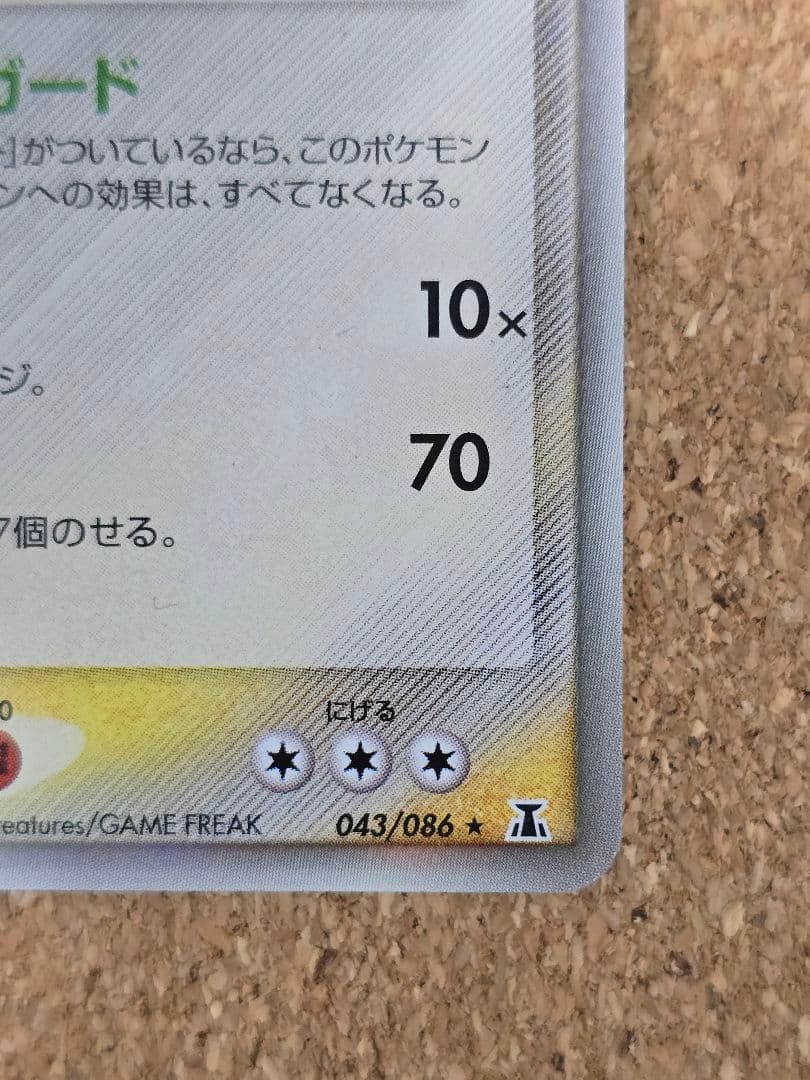 ガード
]がついているなら、このポケモン
ンへの効果は、すべてなくなる。
10×
ジ。
70
7個のせる。
0
にげる
eatures/GAME FREAK 043/086 ★